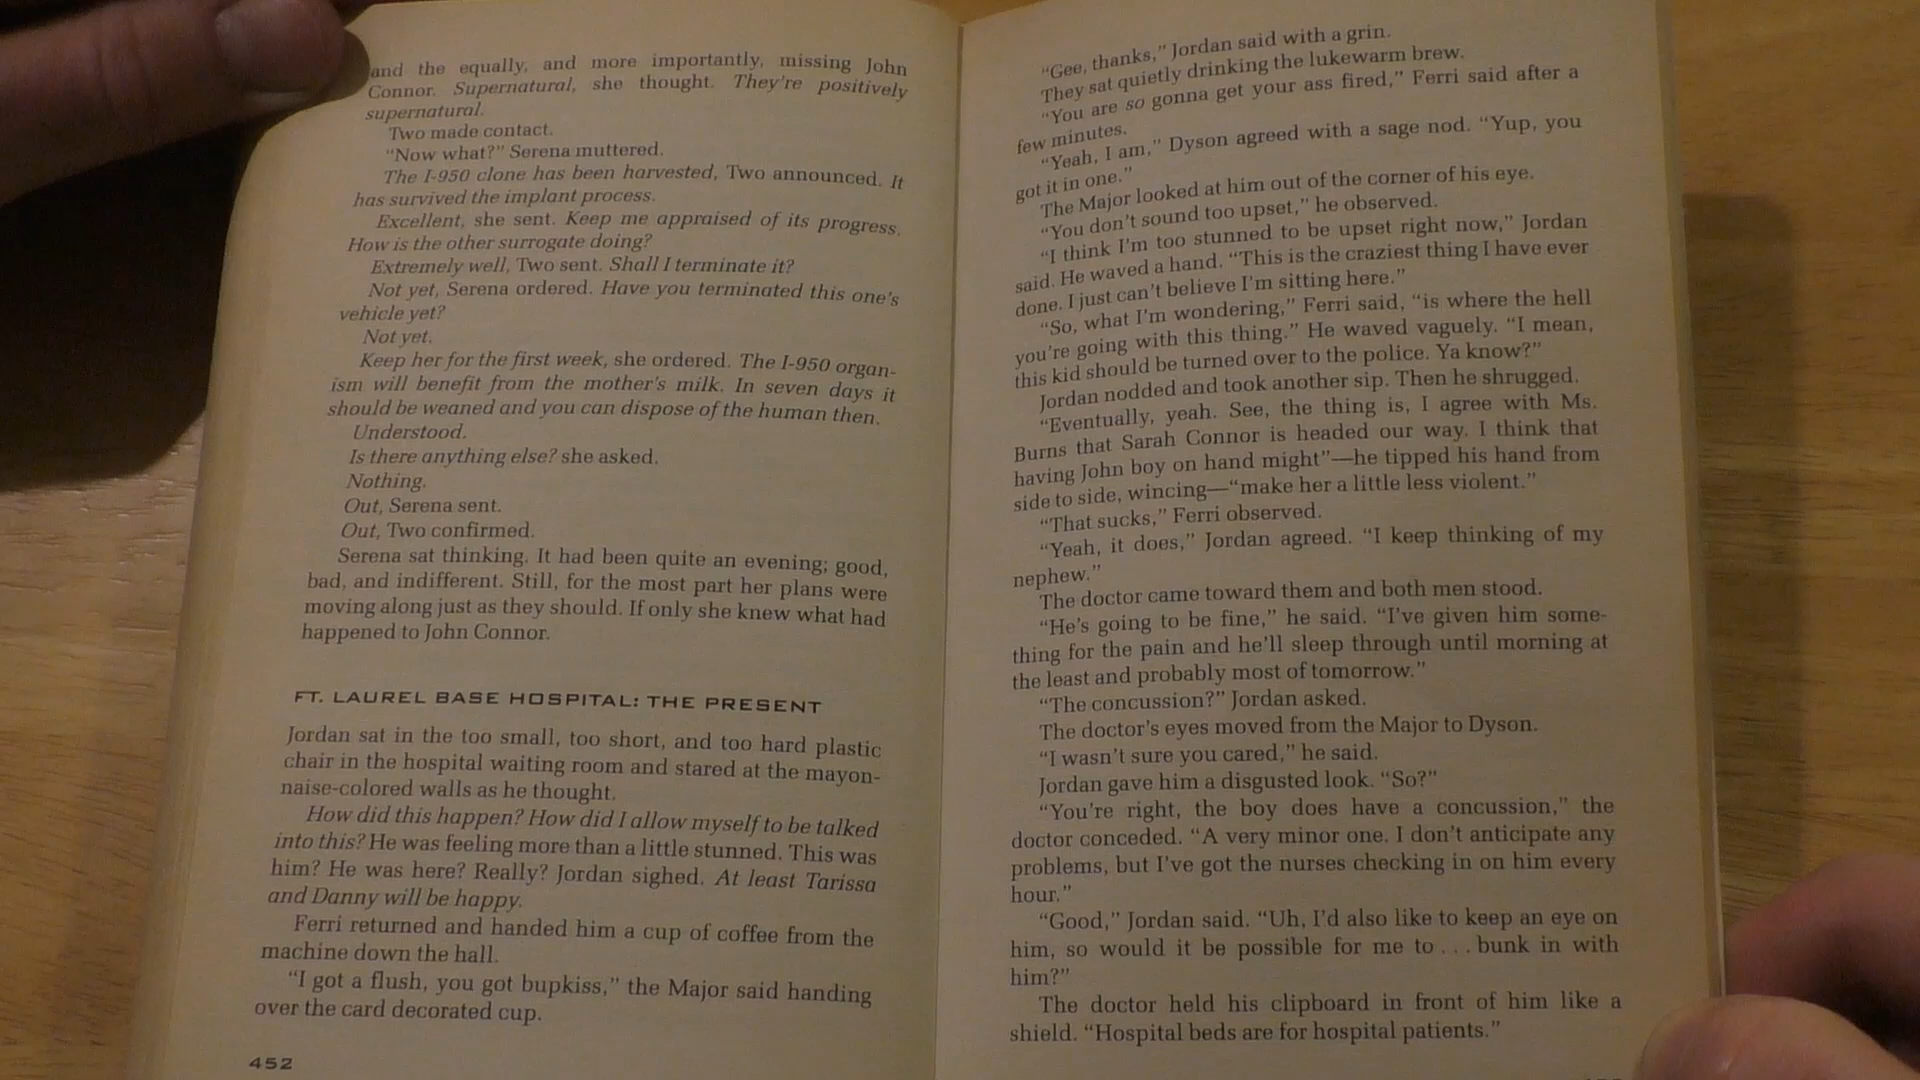 and the equally, and more importantly, missing John
Connor. Supernatural, she thought. They're positively
supernatural.
Two made contact.
"Now what?" Serena muttered.
The I-950 clone has been harvested, Two announced. It
has survived the implant process.
Excellent, she sent. Keep me appraised of its progress.
How is the other surrogate doing?
Extremely well, Two sent. Shall I terminate it?
Not yet, Serena ordered. Have you terminated this one's
vehicle yet?
Not yet.
Keep her for the first week, she ordered. The I-950 organ-
ism will benefit from the mother's milk. In seven days it
should be weaned and you can dispose of the human then.
Understood.
Is there anything else? she asked.
Nothing.
Out, Serena sent.
Out, Two confirmed.
Serena sat thinking. It had been quite an evening; good,
bad, and indifferent. Still, for the most part her plans were
moving along just as they should. If only she knew what had
happened to John Connor.
FT. LAUREL BASE HOSPITAL: THE PRESENT
Jordan sat in the too small, too short, and too hard plastic
chair in the hospital waiting room and stared at the mayon-
naise-colored walls as he thought.
How did this happen? How did I allow myself to be talked
into this? He was feeling more than a little stunned. This was
him? He was here? Really? Jordan sighed. At least Tarissa
and Danny will be happy.
Ferri returned and handed him a cup of coffee from the
machine down the hall.
"I got a flush, you got bupkiss," the Major said handing
over the card decorated cup.
452
"Gee, thanks," Jordan said with a grin.
They sat quietly drinking the lukewarm brew.
"You are so gonna get your ass fired," Ferri said after a
few minutes.
"Yeah, I am," Dyson agreed with a sage nod. "Yup, you
got it in one."
The Major looked at him out of the corner of his eye.
"You don't sound too upset," he observed.
"I think I'm too stunned to be upset right now," Jordan
said. He waved a hand. "This is the craziest thing I have ever
done. I just can't believe I'm sitting here."
"So, what I'm wondering," Ferri said, "is where the hell
you're going with this thing." He waved vaguely. "I mean,
this kid should be turned over to the police. Ya know?"
Jordan nodded and took another sip. Then he shrugged.
"Eventually, yeah. See, the thing is, I agree with Ms.
Burns that Sarah Connor is headed our way. I think that
having John boy on hand might"—he tipped his hand from
side to side, wincing—"make her a little less violent."
"That sucks," Ferri observed.
"Yeah, it does," Jordan agreed. "I keep thinking of my
nephew."
The doctor came toward them and both men stood.
"He's going to be fine," he said. "I've given him some-
thing for the pain and he'll sleep through until morning at
the least and probably most of tomorrow."
"The concussion?" Jordan asked.
The doctor's eyes moved from the Major to Dyson.
"I wasn't sure you cared," he said.
Jordan gave him a disgusted look. "So?"
"You're right, the boy does have a concussion," the
doctor conceded. "A very minor one. I don't anticipate any
problems, but I've got the nurses checking in on him every
hour."
"Good," Jordan said. "Uh, I'd also like to keep an eye on
him, so would it be possible for me to . . . bunk in with
him?"
The doctor held his clipboard in front of him like a
shield. "Hospital beds are for hospital patients."